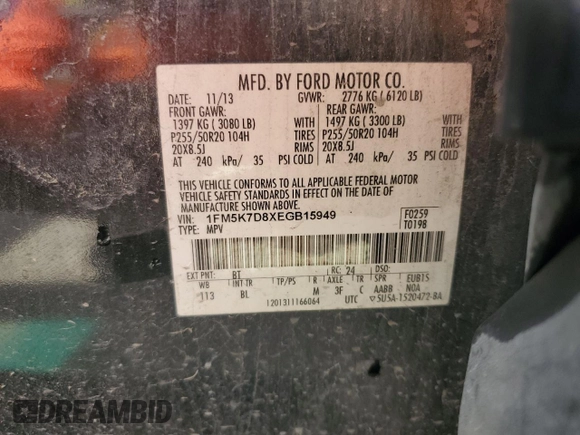 MFD. BY FORD MOTOR CO.
DATE: 11/13 GVWR: 2776 KG ( 6120 LB)
FRONT GAWR: REAR GAWR:
1397 KG ( 3080 LB) WITH 1497 KG ( 3300 LB) WITH
P255/50R20 104H TIRES P255/50R20 104H TIRES
20X8.5J RIMS 20X8.5J RIMS
AT 240 kPa/ 35 PSI COLD AT 240 kPa/ 35 PSI COLD
THIS VEHICLE CONFORMS TO ALL APPLICABLE FEDERAL MOTOR
VEHICLE SAFETY STANDARDS IN EFFECT ON THE DATE OF
MANUFACTURE SHOWN ABOVE.
VIN: 1FM5K7D8XEGB15949 F0259
TYPE: MPV T0198
EXT PNT: BT RC: 24 DSO:
WB INT TR TP/PS R AXLE TR SPR EUB15
113 BL M 3F C AABB N0A
1201311166064 UTC ▽5USA-1520472-BA
DREAMBID